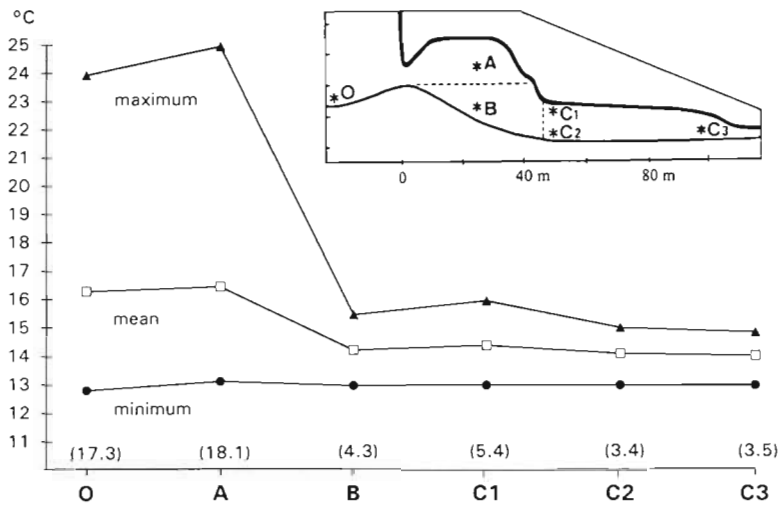 °C
25
24
23
22
21
20
19
18
17
16
15
14
13
12
11
maximum
mean
minimum
*A
*O
*B
*C1
*C2
*C3
0 40 m 80 m
(17.3) (18.1) (4.3) (5.4) (3.4) (3.5)
O A B C1 C2 C3